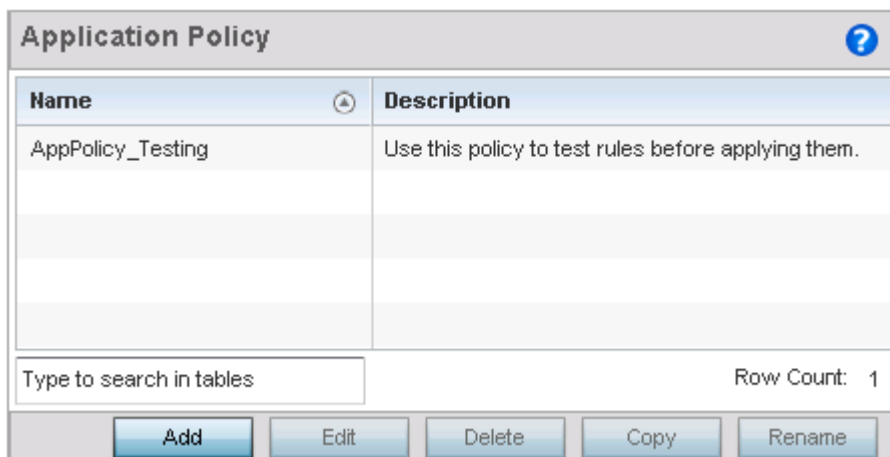 Application Policy ?
Name Description
AppPolicy_Testing Use this policy to test rules before applying them.
Type to search in tables Row Count: 1
Add Edit Delete Copy Rename